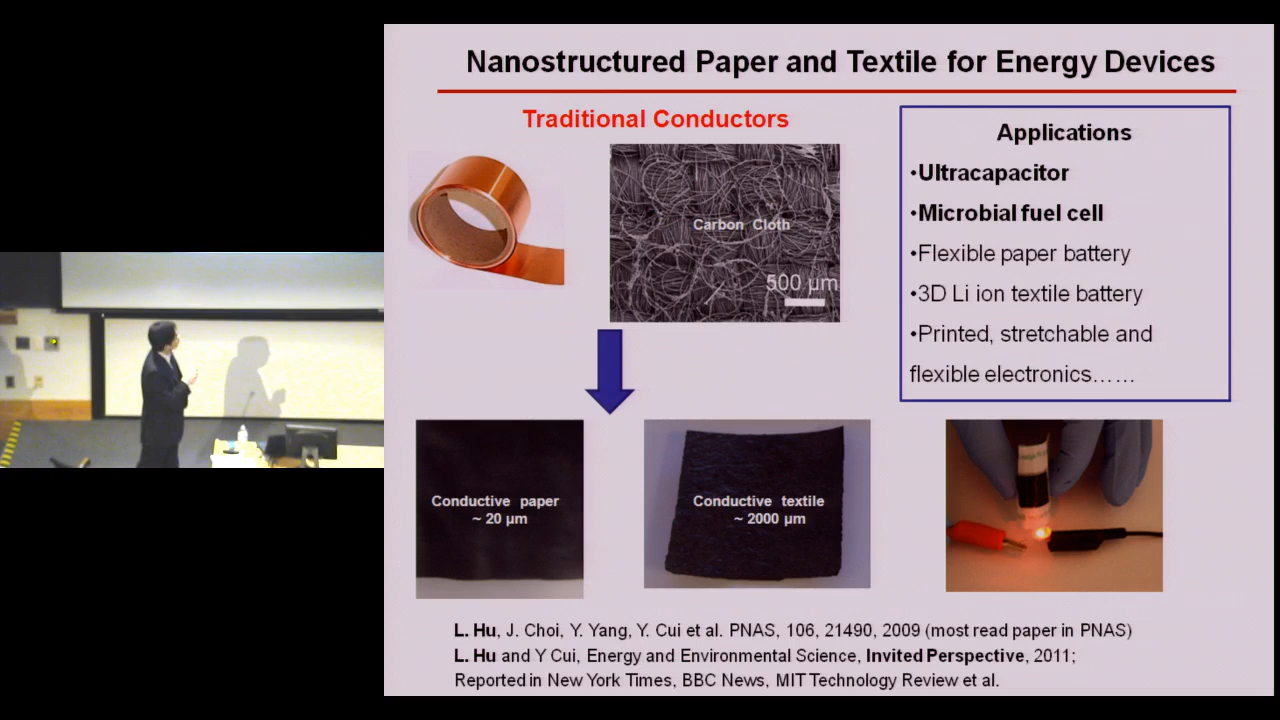 Nanostructured Paper and Textile for Energy Devices
Traditional Conductors
Carbon Cloth
500 μm
Applications
•Ultracapacitor
•Microbial fuel cell
•Flexible paper battery
•3D Li ion textile battery
•Printed, stretchable and
flexible electronics……
Conductive paper
~ 20 μm
Conductive textile
~ 2000 μm
L. Hu, J. Choi, Y. Yang, Y. Cui et al. PNAS, 106, 21490, 2009 (most read paper in PNAS)
L. Hu and Y Cui, Energy and Environmental Science, Invited Perspective, 2011;
Reported in New York Times, BBC News, MIT Technology Review et al.